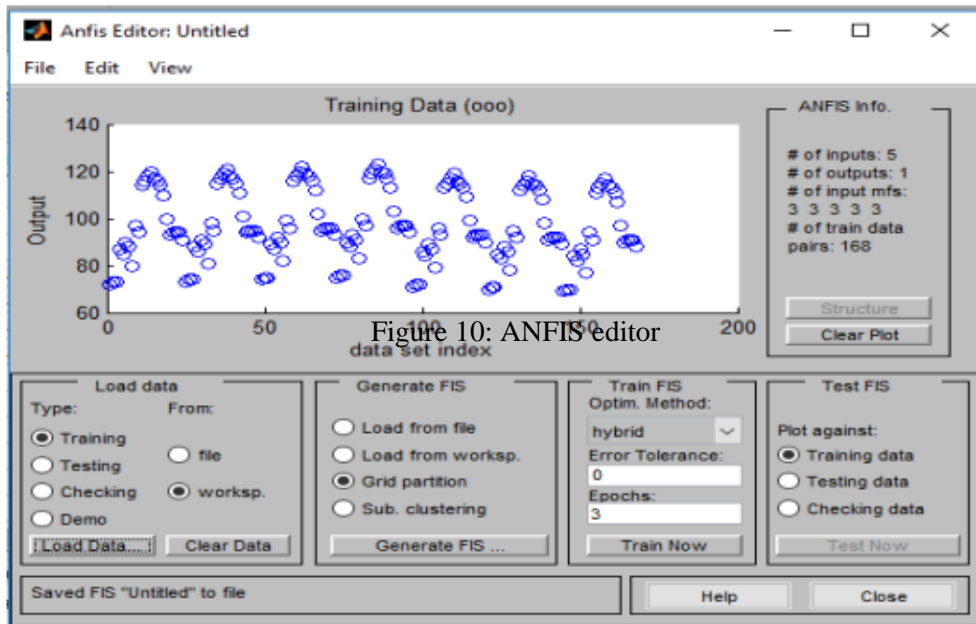 Anfis Editor: Untitled
File Edit View
Training Data (ooo)
140
120
100
80
60
Output
0 50 100 150 200
data set index
Figure 10: ANFIS editor
ANFIS Info.
# of inputs: 5
# of outputs: 1
# of input mfs:
3 3 3 3 3
# of train data
pairs: 168
Structure
Clear Plot
Load data
Type: From:
Training
Testing
Checking
Demo
file
worksp.
Load Data...
Clear Data
Generate FIS
Load from file
Load from worksp.
Grid partition
Sub. clustering
Generate FIS ...
Train FIS
Optim. Method:
hybrid
Error Tolerance:
0
Epochs:
3
Train Now
Test FIS
Plot against:
Training data
Testing data
Checking data
Test Now
Saved FIS "Untitled" to file
Help
Close